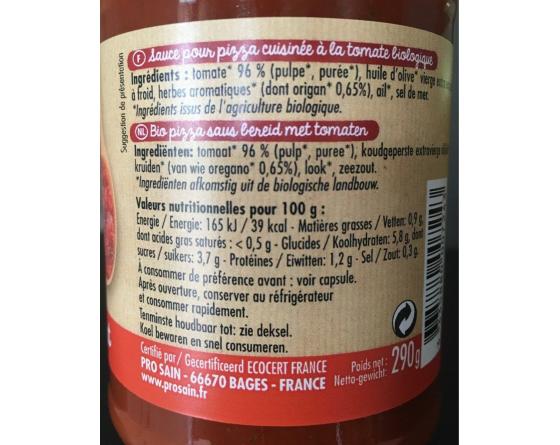 Suggestion de présentation
F Sauce pour pizza cuisinée à la tomate biologique
Ingrédients : tomate* 96 % (pulpe*, purée*), huile d'olive* vierge
à froid, herbes aromatiques* (dont origan* 0,65%), ail*, sel de mer.
*Ingrédients issus de l'agriculture biologique.
NL Bio pizza saus bereid met tomaten
Ingrediënten: tomaat* 96 % (pulp*, puree*), koudgeperste extravierge
kruiden* (van wie oregano* 0,65%), look*, zeezout.
*Ingrediënten afkomstig uit de biologische landbouw.
Valeurs nutritionnelles pour 100 g :
Energie / Energie: 165 kJ / 39 kcal - Matières grasses / Vetten: 0,9 g,
dont acides gras saturés : < 0,5 g - Glucides / Koolhydraten: 5,8 g, dont
sucres / suikers: 3,7 g - Protéines / Eiwitten: 1,2 g - Sel / Zout: 0,3 g.
À consommer de préférence avant : voir capsule.
Après ouverture, conserver au réfrigérateur
et consommer rapidement.
Tenminste houdbaar tot: zie deksel.
Koel bewaren en snel consumeren.
Certifié par / Gecertificeerd ECOCERT FRANCE
PRO SAIN - 66670 BAGES - FRANCE
www.prosain.fr
Poids net :
Netto-gewicht: 290g